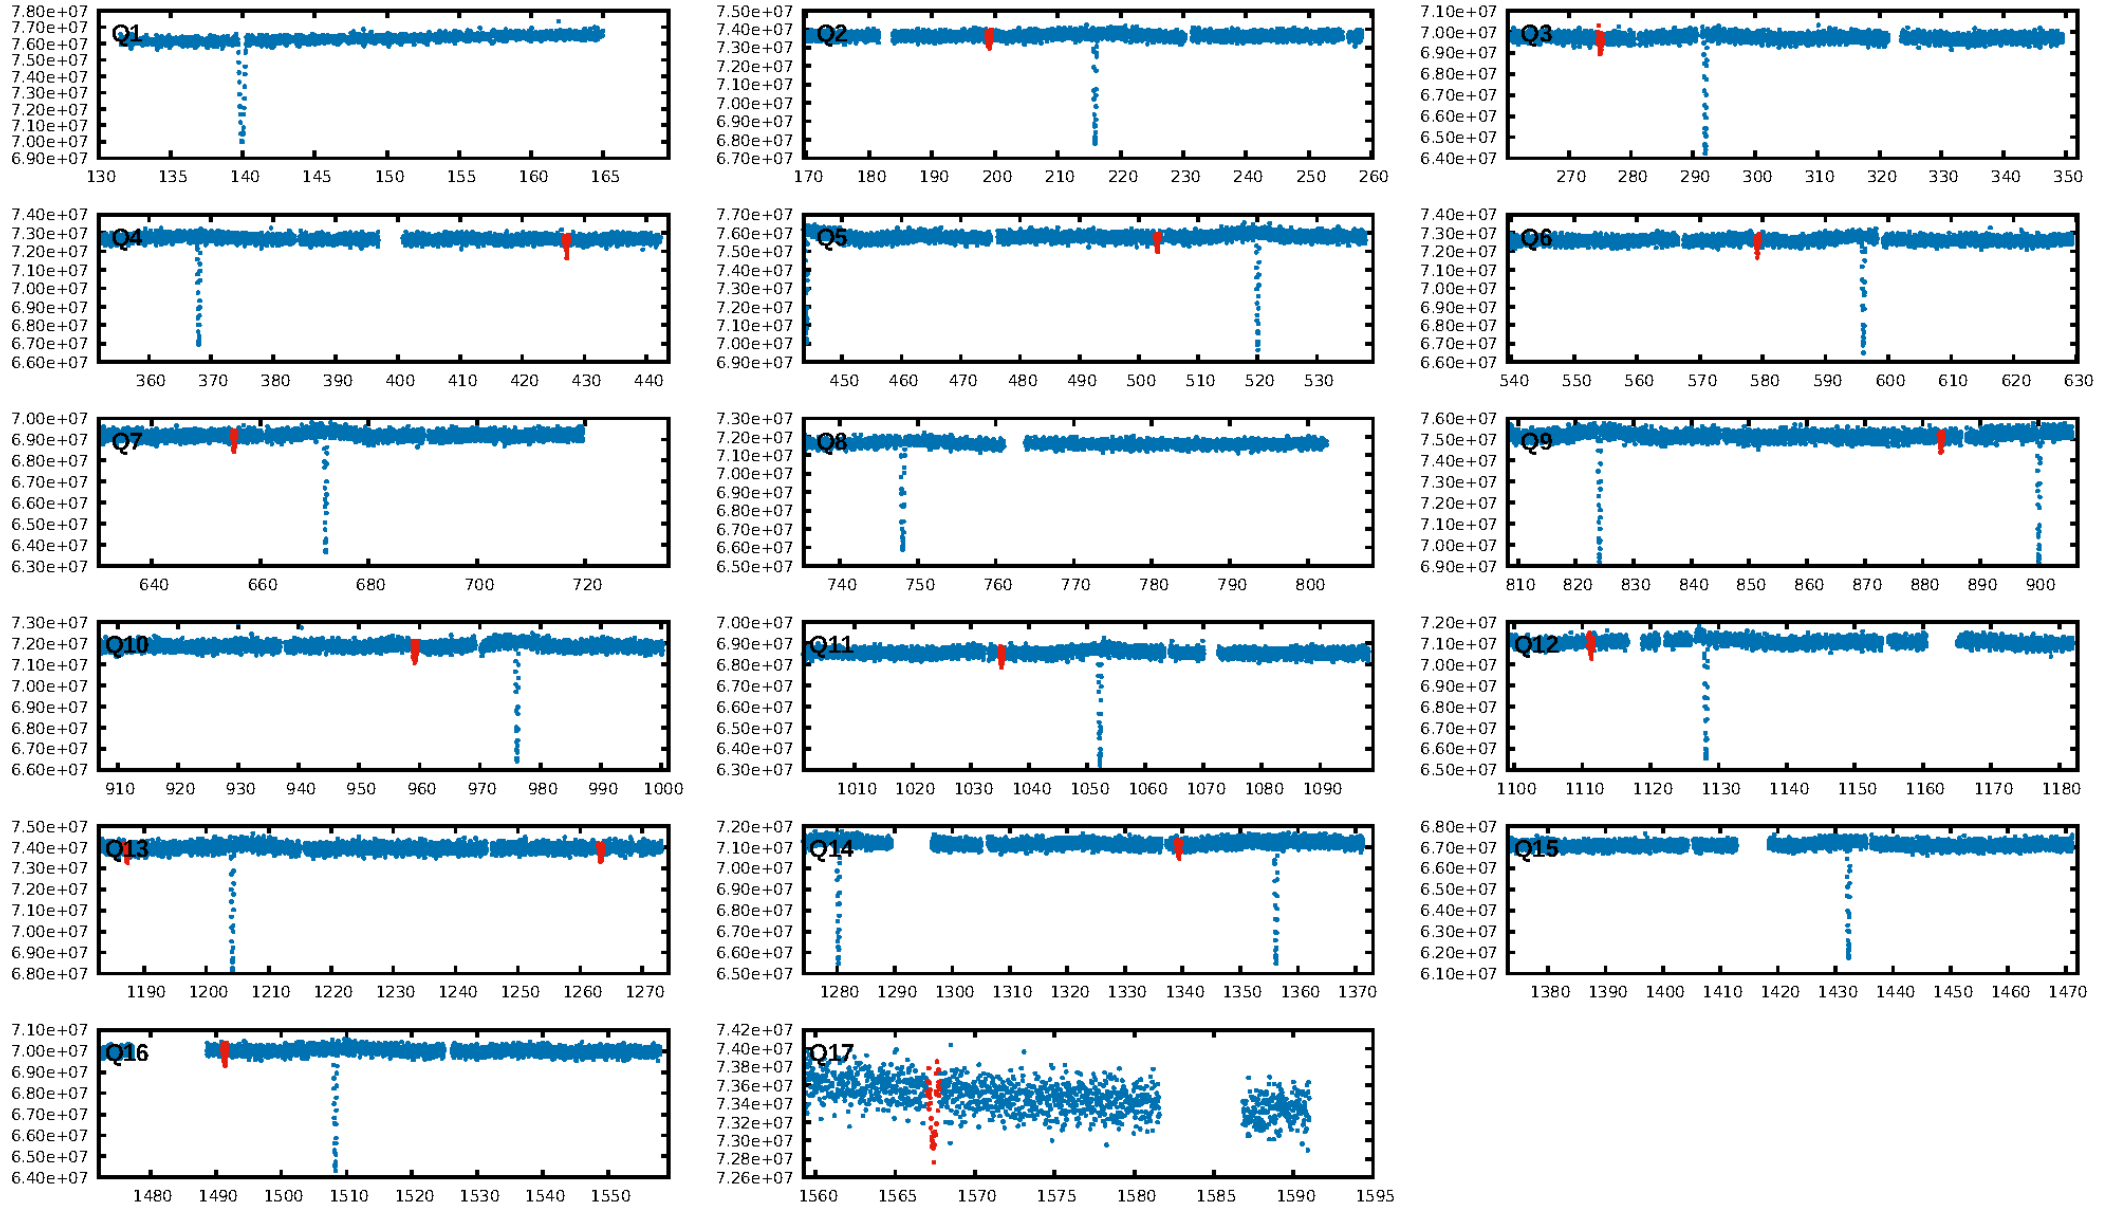 7.80e+07 7.70e+07 7.60e+07 7.50e+07 7.40e+07 7.30e+07 7.20e+07 7.10e+07 7.00e+07 6.90e+07
Q1
130 135 140 145 150 155 160 165
7.50e+07 7.40e+07 7.30e+07 7.20e+07 7.10e+07 7.00e+07 6.90e+07 6.80e+07 6.70e+07
Q2
170 180 190 200 210 220 230 240 250 260
7.10e+07 7.00e+07 6.90e+07 6.80e+07 6.70e+07 6.60e+07 6.50e+07 6.40e+07
Q3
270 280 290 300 310 320 330 340 350
7.40e+07 7.30e+07 7.20e+07 7.10e+07 7.00e+07 6.90e+07 6.80e+07 6.70e+07 6.60e+07
Q4
360 370 380 390 400 410 420 430 440
7.70e+07 7.60e+07 7.50e+07 7.40e+07 7.30e+07 7.20e+07 7.10e+07 7.00e+07 6.90e+07
Q5
450 460 470 480 490 500 510 520 530
7.40e+07 7.30e+07 7.20e+07 7.10e+07 7.00e+07 6.90e+07 6.80e+07 6.70e+07 6.60e+07
Q6
540 550 560 570 580 590 600 610 620 630
7.00e+07 6.90e+07 6.80e+07 6.70e+07 6.60e+07 6.50e+07 6.40e+07 6.30e+07
Q7
640 660 680 700 720
7.30e+07 7.20e+07 7.10e+07 7.00e+07 6.90e+07 6.80e+07 6.70e+07 6.60e+07 6.50e+07
Q8
740 750 760 770 780 790 800
7.60e+07 7.50e+07 7.40e+07 7.30e+07 7.20e+07 7.10e+07 7.00e+07 6.90e+07
Q9
810 820 830 840 850 860 870 880 890 900
7.30e+07 7.20e+07 7.10e+07 7.00e+07 6.90e+07 6.80e+07 6.70e+07 6.60e+07
Q10
910 920 930 940 950 960 970 980 990 1000
7.00e+07 6.90e+07 6.80e+07 6.70e+07 6.60e+07 6.50e+07 6.40e+07 6.30e+07
Q11
1010 1020 1030 1040 1050 1060 1070 1080 1090
7.20e+07 7.10e+07 7.00e+07 6.90e+07 6.80e+07 6.70e+07 6.60e+07 6.50e+07
Q12
1100 1110 1120 1130 1140 1150 1160 1170 1180
7.50e+07 7.40e+07 7.30e+07 7.20e+07 7.10e+07 7.00e+07 6.90e+07 6.80e+07
Q13
1190 1200 1210 1220 1230 1240 1250 1260 1270
7.20e+07 7.10e+07 7.00e+07 6.90e+07 6.80e+07 6.70e+07 6.60e+07 6.50e+07
Q14
1280 1290 1300 1310 1320 1330 1340 1350 1360 1370
6.80e+07 6.70e+07 6.60e+07 6.50e+07 6.40e+07 6.30e+07 6.20e+07 6.10e+07
Q15
1380 1390 1400 1410 1420 1430 1440 1450 1460 1470
7.10e+07 7.00e+07 6.90e+07 6.80e+07 6.70e+07 6.60e+07 6.50e+07 6.40e+07
Q16
1480 1490 1500 1510 1520 1530 1540 1550
7.42e+07 7.40e+07 7.38e+07 7.36e+07 7.34e+07 7.32e+07 7.30e+07 7.28e+07 7.26e+07
Q17
1560 1565 1570 1575 1580 1585 1590 1595